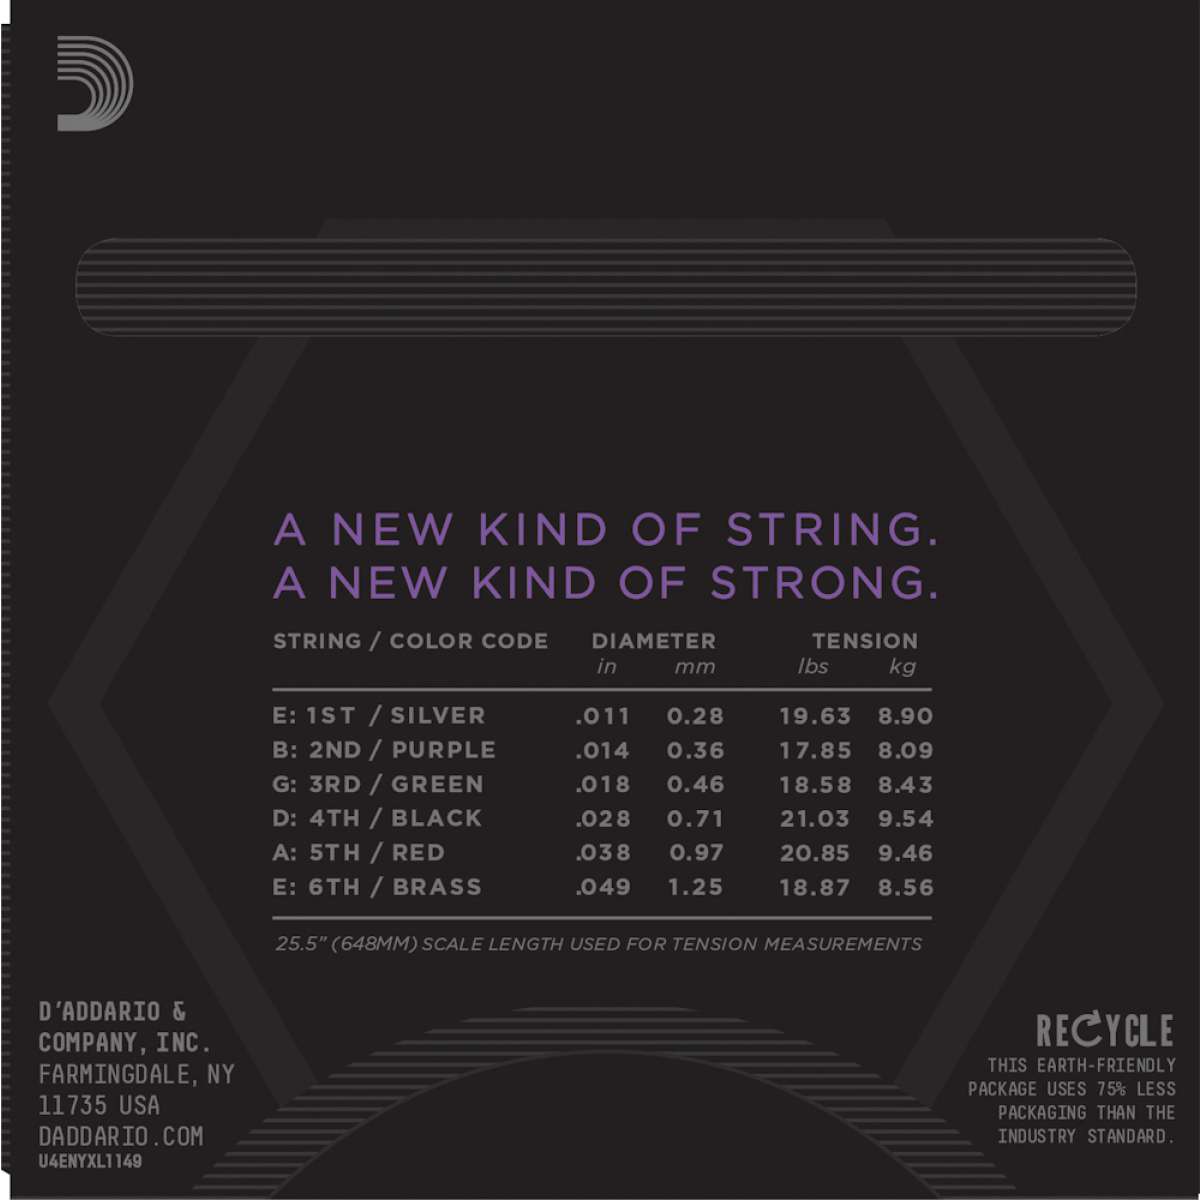 A NEW KIND OF STRING.
A NEW KIND OF STRONG.
STRING / COLOR CODE DIAMETER TENSION
in mm lbs kg
E: 1ST / SILVER .011 0.28 19.63 8.90
B: 2ND / PURPLE .014 0.36 17.85 8.09
G: 3RD / GREEN .018 0.46 18.58 8.43
D: 4TH / BLACK .028 0.71 21.03 9.54
A: 5TH / RED .038 0.97 20.85 9.46
E: 6TH / BRASS .049 1.25 18.87 8.56
25.5" (648MM) SCALE LENGTH USED FOR TENSION MEASUREMENTS
D'ADDARIO &
COMPANY, INC.
FARMINGDALE, NY
11735 USA
DADDARIO.COM
U4ENYXL1149
RECYCLE
THIS EARTH-FRIENDLY
PACKAGE USES 75% LESS
PACKAGING THAN THE
INDUSTRY STANDARD.